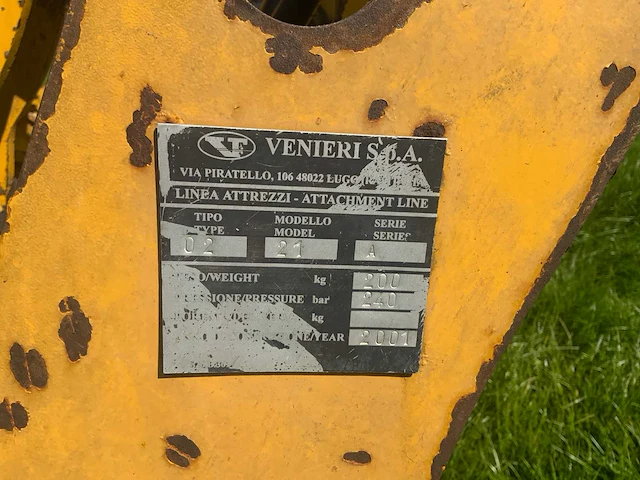 VENIERI S.p.A.
VIA PIRATELLO, 106 48022 LUGO
LINEA ATTREZZI - ATTACHMENT LINE
TIPO MODELLO SERIE
TYPE MODEL SERIES
02 21 A
/WEIGHT kg 200
/PRESSURE bar 240
kg
/YEAR 2001